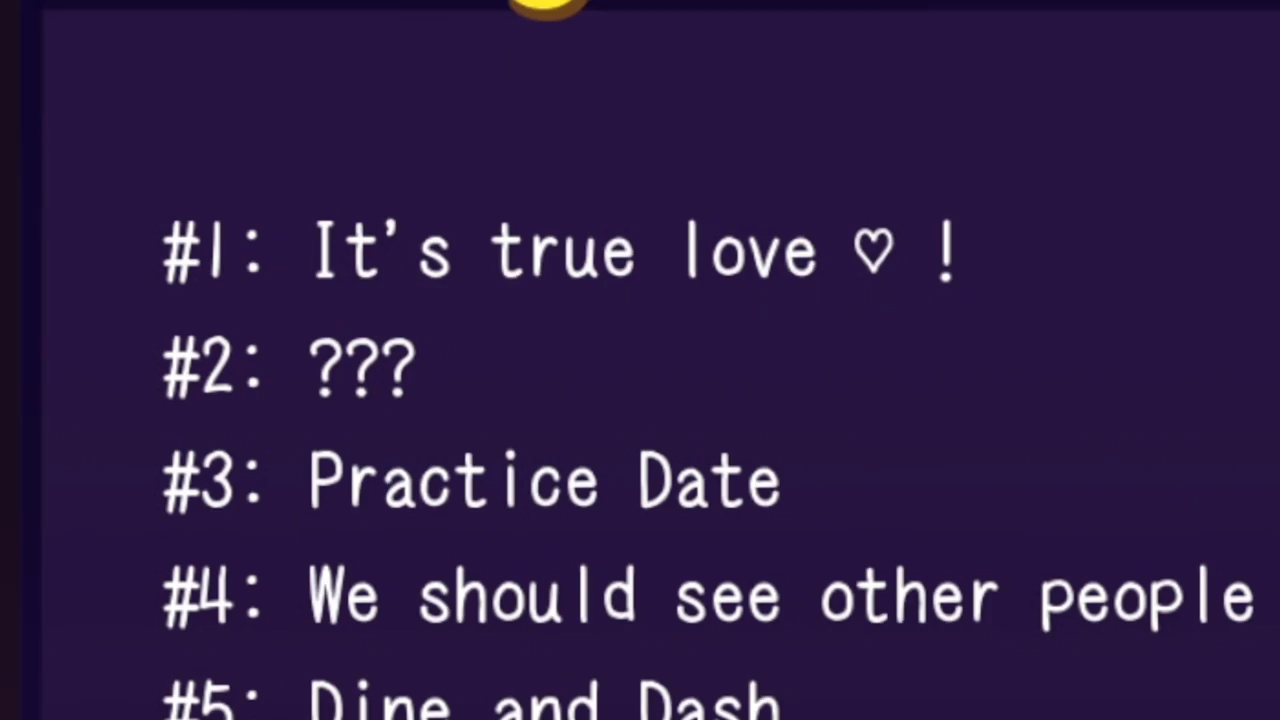 #1: It's true love ♡ !
#2: ???
#3: Practice Date
#4: We should see other people
#5: Dine and Dash